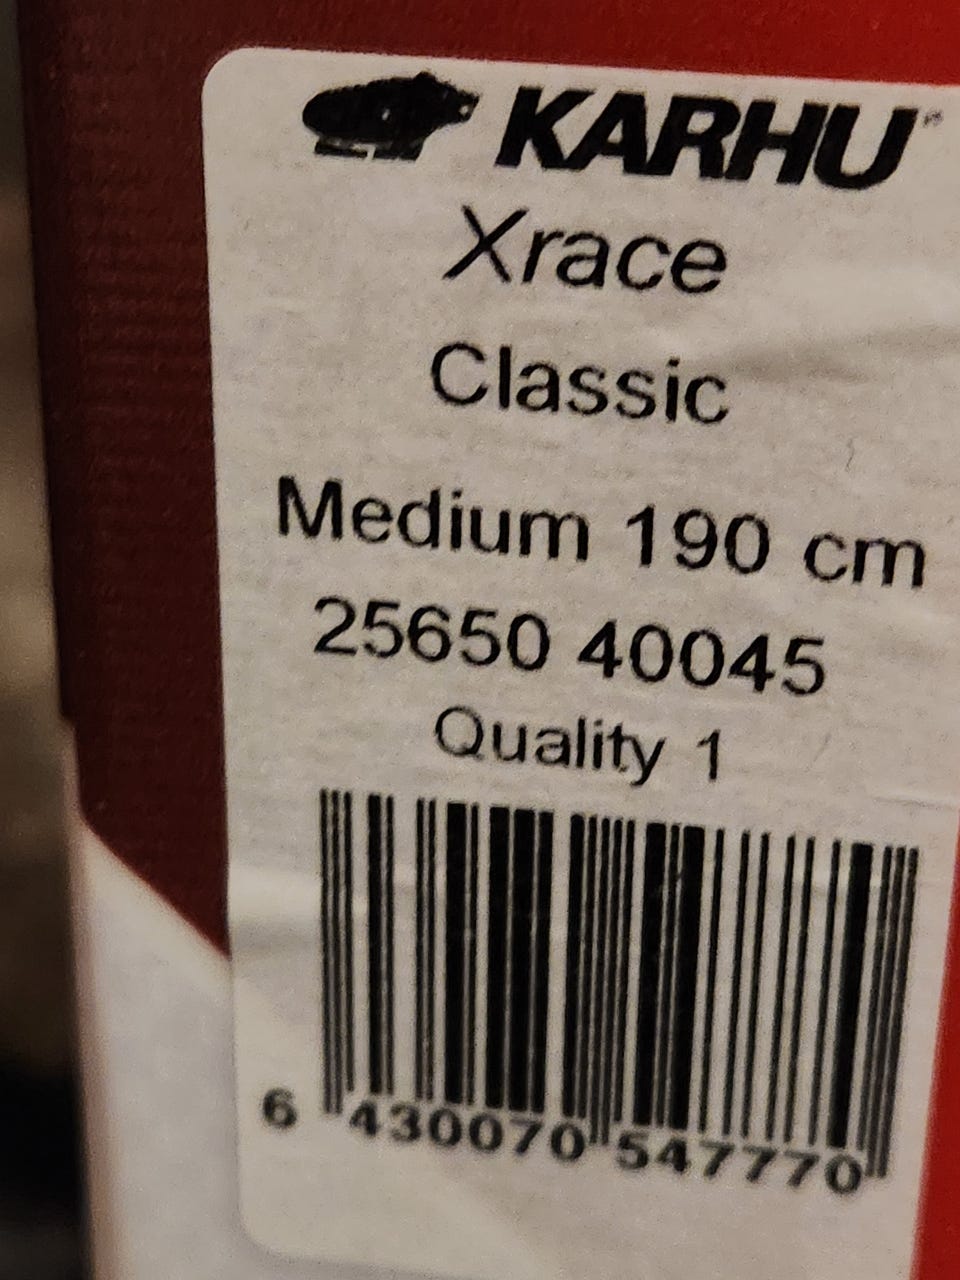 KARHU®
Xrace
Classic
Medium 190 cm
25650 40045
Quality 1
6 430070 547770